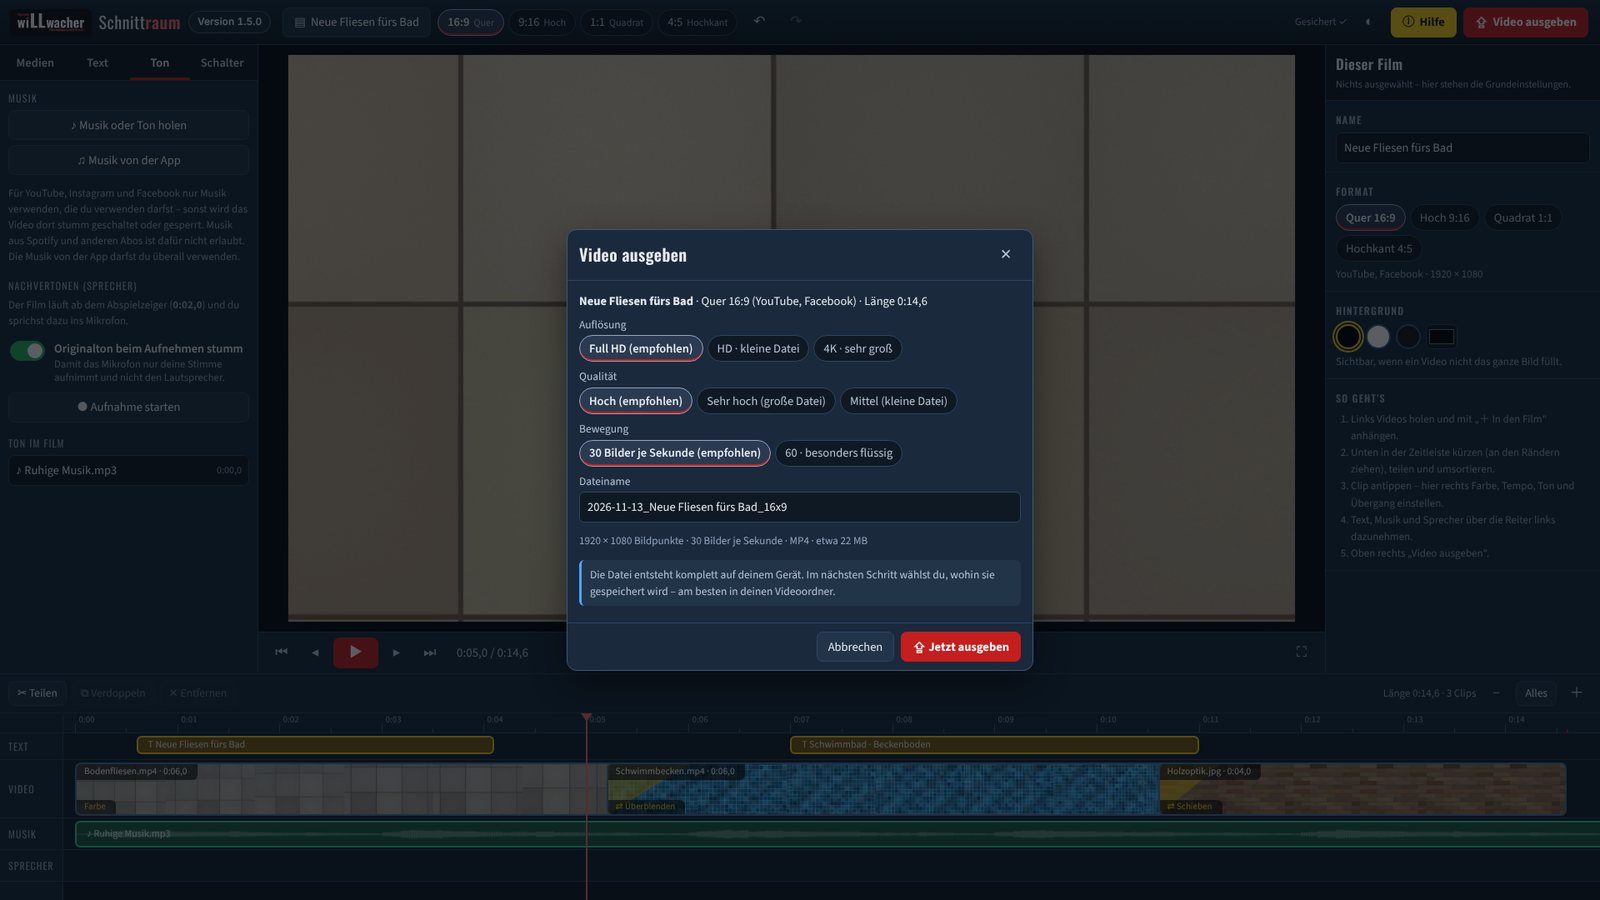 wiLLwacher
Schnittraum
Version 1.5.0
Neue Fliesen fürs Bad
16:9 Quer
9:16 Hoch
1:1 Quadrat
4:5 Hochkant
Gesichert ✓
Hilfe
Video ausgeben
Medien
Text
Ton
Schalter
MUSIK
♪ Musik oder Ton holen
♫ Musik von der App
Für YouTube, Instagram und Facebook nur Musik
verwenden, die du verwenden darfst – sonst wird das
Video dort stumm geschaltet oder gesperrt. Musik
aus Spotify und anderen Abos ist dafür nicht erlaubt.
Die Musik von der App darfst du überall verwenden.
NACHVERTONEN (SPRECHER)
Der Film läuft ab dem Abspielzeiger (0:02,0) und du
sprichst dazu ins Mikrofon.
Originalton beim Aufnehmen stumm
Damit das Mikrofon nur deine Stimme
aufnimmt und nicht den Lautsprecher.
Aufnahme starten
TON IM FILM
♪ Ruhige Musik.mp3
0:00,0
Video ausgeben
✕
Neue Fliesen fürs Bad · Quer 16:9 (YouTube, Facebook) · Länge 0:14,6
Auflösung
Full HD (empfohlen)
HD · kleine Datei
4K · sehr groß
Qualität
Hoch (empfohlen)
Sehr hoch (große Datei)
Mittel (kleine Datei)
Bewegung
30 Bilder je Sekunde (empfohlen)
60 · besonders flüssig
Dateiname
2026-11-13_Neue Fliesen fürs Bad_16x9
1920 × 1080 Bildpunkte · 30 Bilder je Sekunde · MP4 · etwa 22 MB
Die Datei entsteht komplett auf deinem Gerät. Im nächsten Schritt wählst du, wohin sie
gespeichert wird – am besten in deinen Videoordner.
Abbrechen
Jetzt ausgeben
0:05,0 / 0:14,6
Dieser Film
Nichts ausgewählt – hier stehen die Grundeinstellungen.
NAME
Neue Fliesen fürs Bad
FORMAT
Quer 16:9
Hoch 9:16
Quadrat 1:1
Hochkant 4:5
YouTube, Facebook · 1920 × 1080
HINTERGRUND
Sichtbar, wenn ein Video nicht das ganze Bild füllt.
SO GEHT'S
1. Links Videos holen und mit „＋ In den Film"
anhängen.
2. Unten in der Zeitleiste kürzen (an den Rändern
ziehen), teilen und umsortieren.
3. Clip antippen – hier rechts Farbe, Tempo, Ton und
Übergang einstellen.
4. Text, Musik und Sprecher über die Reiter links
dazunehmen.
5. Oben rechts „Video ausgeben".
✂ Teilen
Verdoppeln
✕ Entfernen
Länge 0:14,6 · 3 Clips
−
Alles
＋
0:00 0:01 0:02 0:03 0:04 0:05 0:06 0:07 0:08 0:09 0:10 0:11 0:12 0:13 0:14
TEXT
T Neue Fliesen fürs Bad
T Schwimmbad · Beckenboden
VIDEO
Bodenfliesen.mp4 · 0:06,0
Farbe
Schwimmbecken.mp4 · 0:06,0
⇄ Überblenden
Holzoptik.jpg · 0:04,0
⇄ Schieben
MUSIK
♪ Ruhige Musik.mp3
SPRECHER